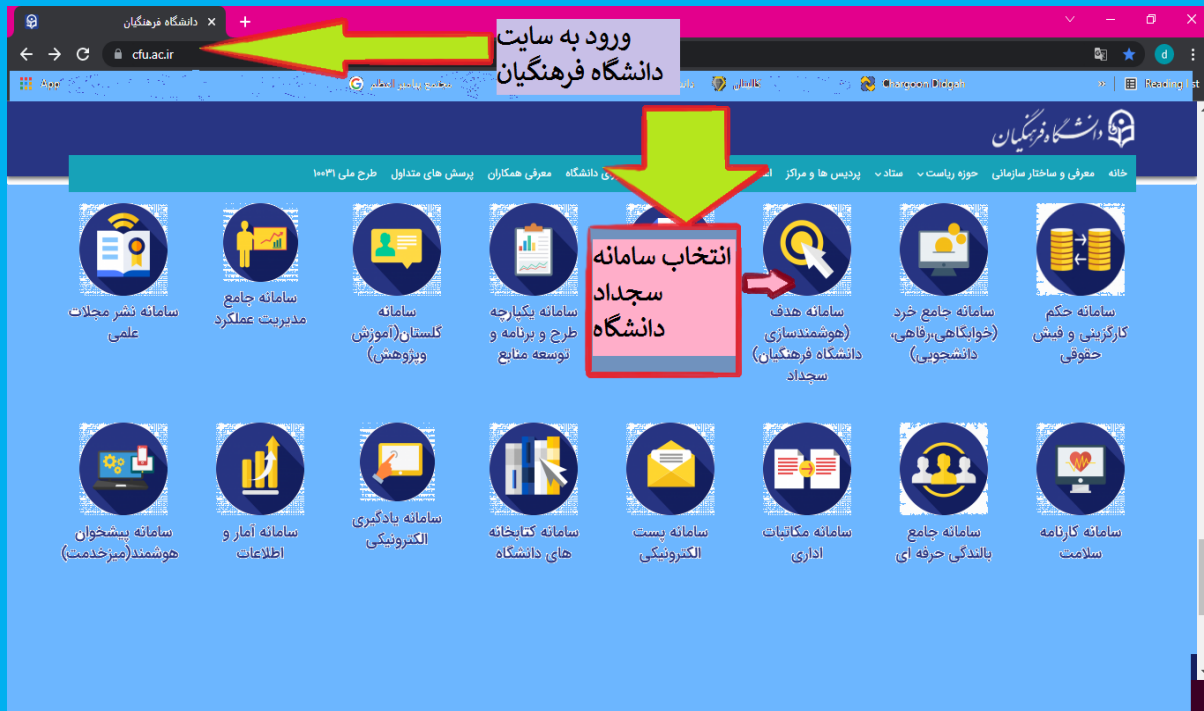 دانشگاه فرهنگیان
cfu.ac.ir
d
ورود به سایت
دانشگاه فرهنگیان
App
مجتمع پیامبر اعظم
Chargoon Didgah
»
Reading list
دانشگاه فرهنگیان
خانه معرفی و ساختار سازمانی حوزه ریاست ستاد پردیس ها و مراکز دانشگاه معرفی همکاران پرسش های متداول طرح ملی ۱۰۰۳۱
انتخاب سامانه
سجداد
دانشگاه
سامانه حکم
کارگزینی و فیش
حقوقی
سامانه جامع خرد
(خوابگاهی،رفاهی،
دانشجویی)
سامانه هدف
(هوشمندسازی
دانشگاه فرهنگیان)
سجداد
سامانه یکپارچه
طرح و برنامه و
توسعه منابع
سامانه
گلستان(آموزش
وپژوهش)
سامانه جامع
مدیریت عملکرد
سامانه نشر مجلات
علمی
سامانه کارنامه
سلامت
سامانه جامع
بالندگی حرفه ای
سامانه مکاتبات
اداری
سامانه پست
الکترونیکی
سامانه کتابخانه
های دانشگاه
سامانه یادگیری
الکترونیکی
سامانه آمار و
اطلاعات
سامانه پیشخوان
هوشمند(میزخدمت)